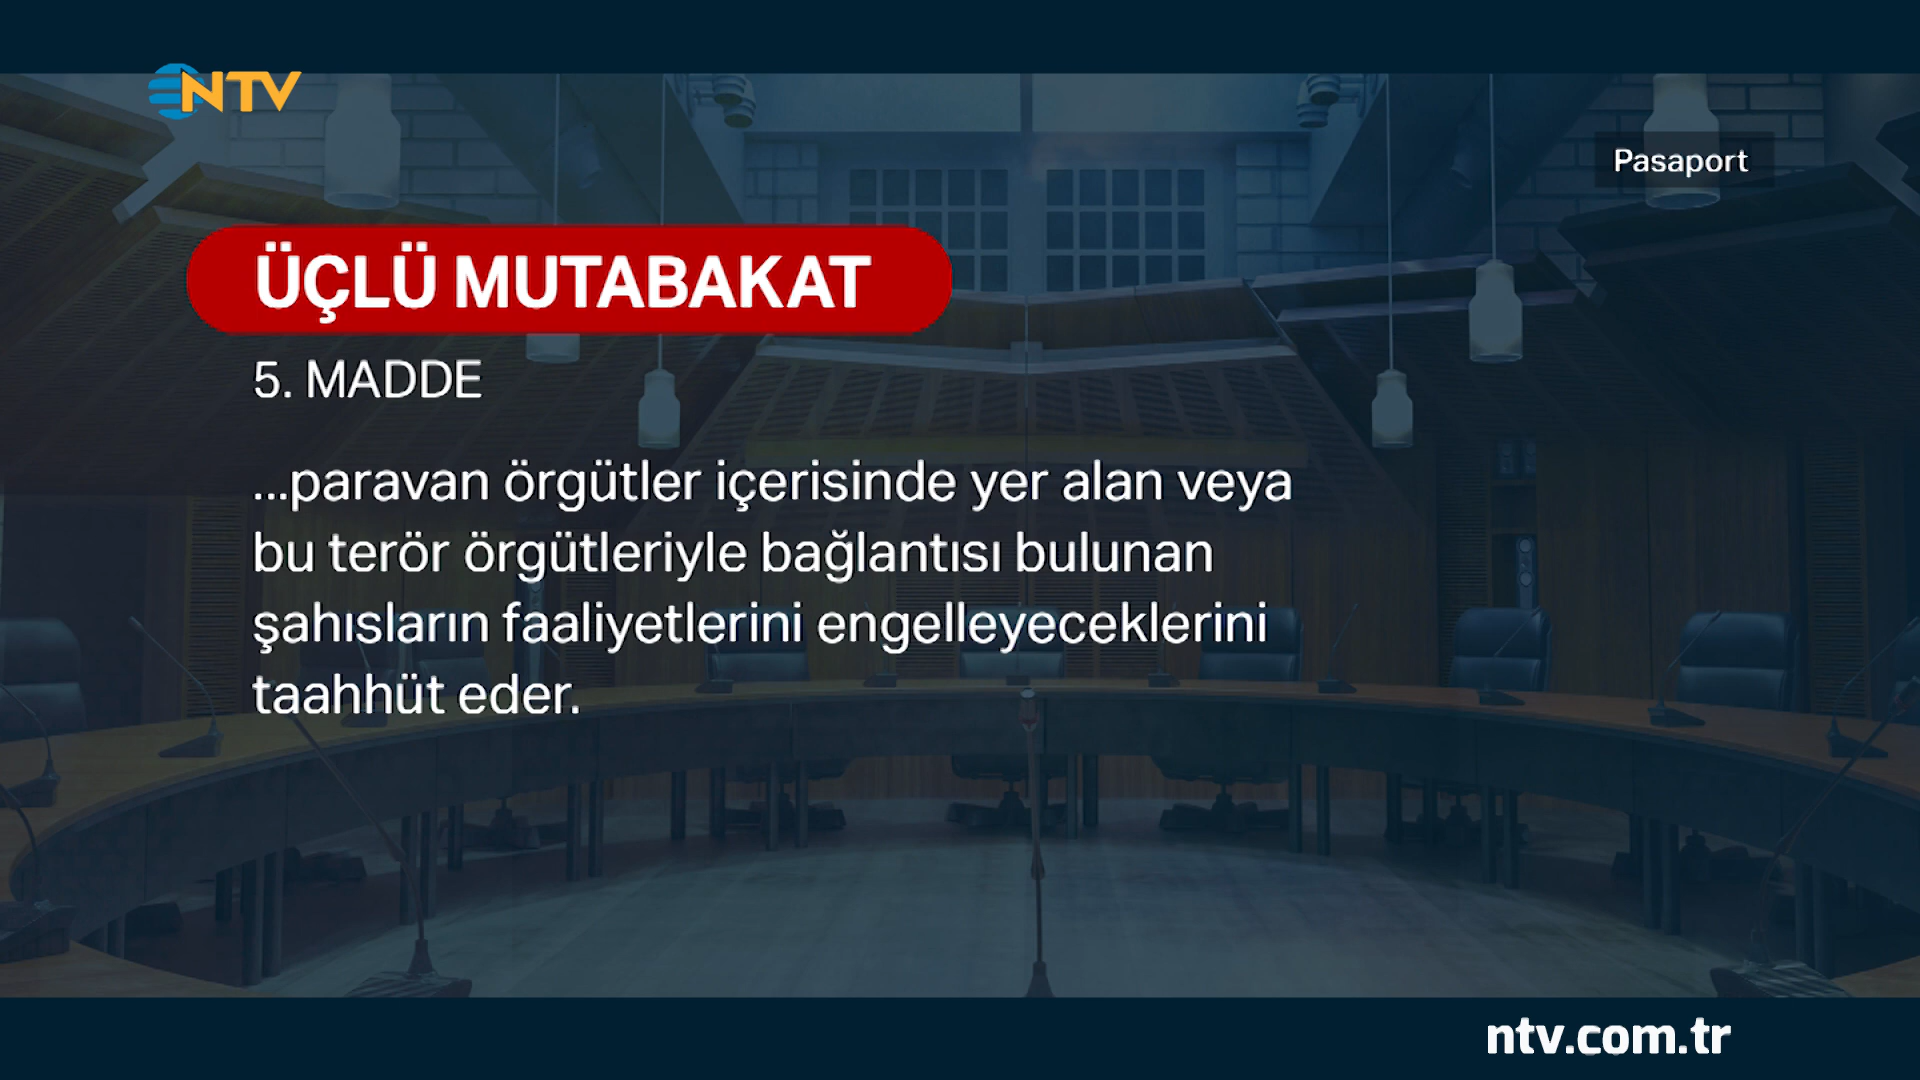 NTV
Pasaport
ÜÇLÜ MUTABAKAT
5. MADDE
...paravan örgütler içerisinde yer alan veya
bu terör örgütleriyle bağlantısı bulunan
şahısların faaliyetlerini engelleyeceklerini
taahhüt eder.
ntv.com.tr